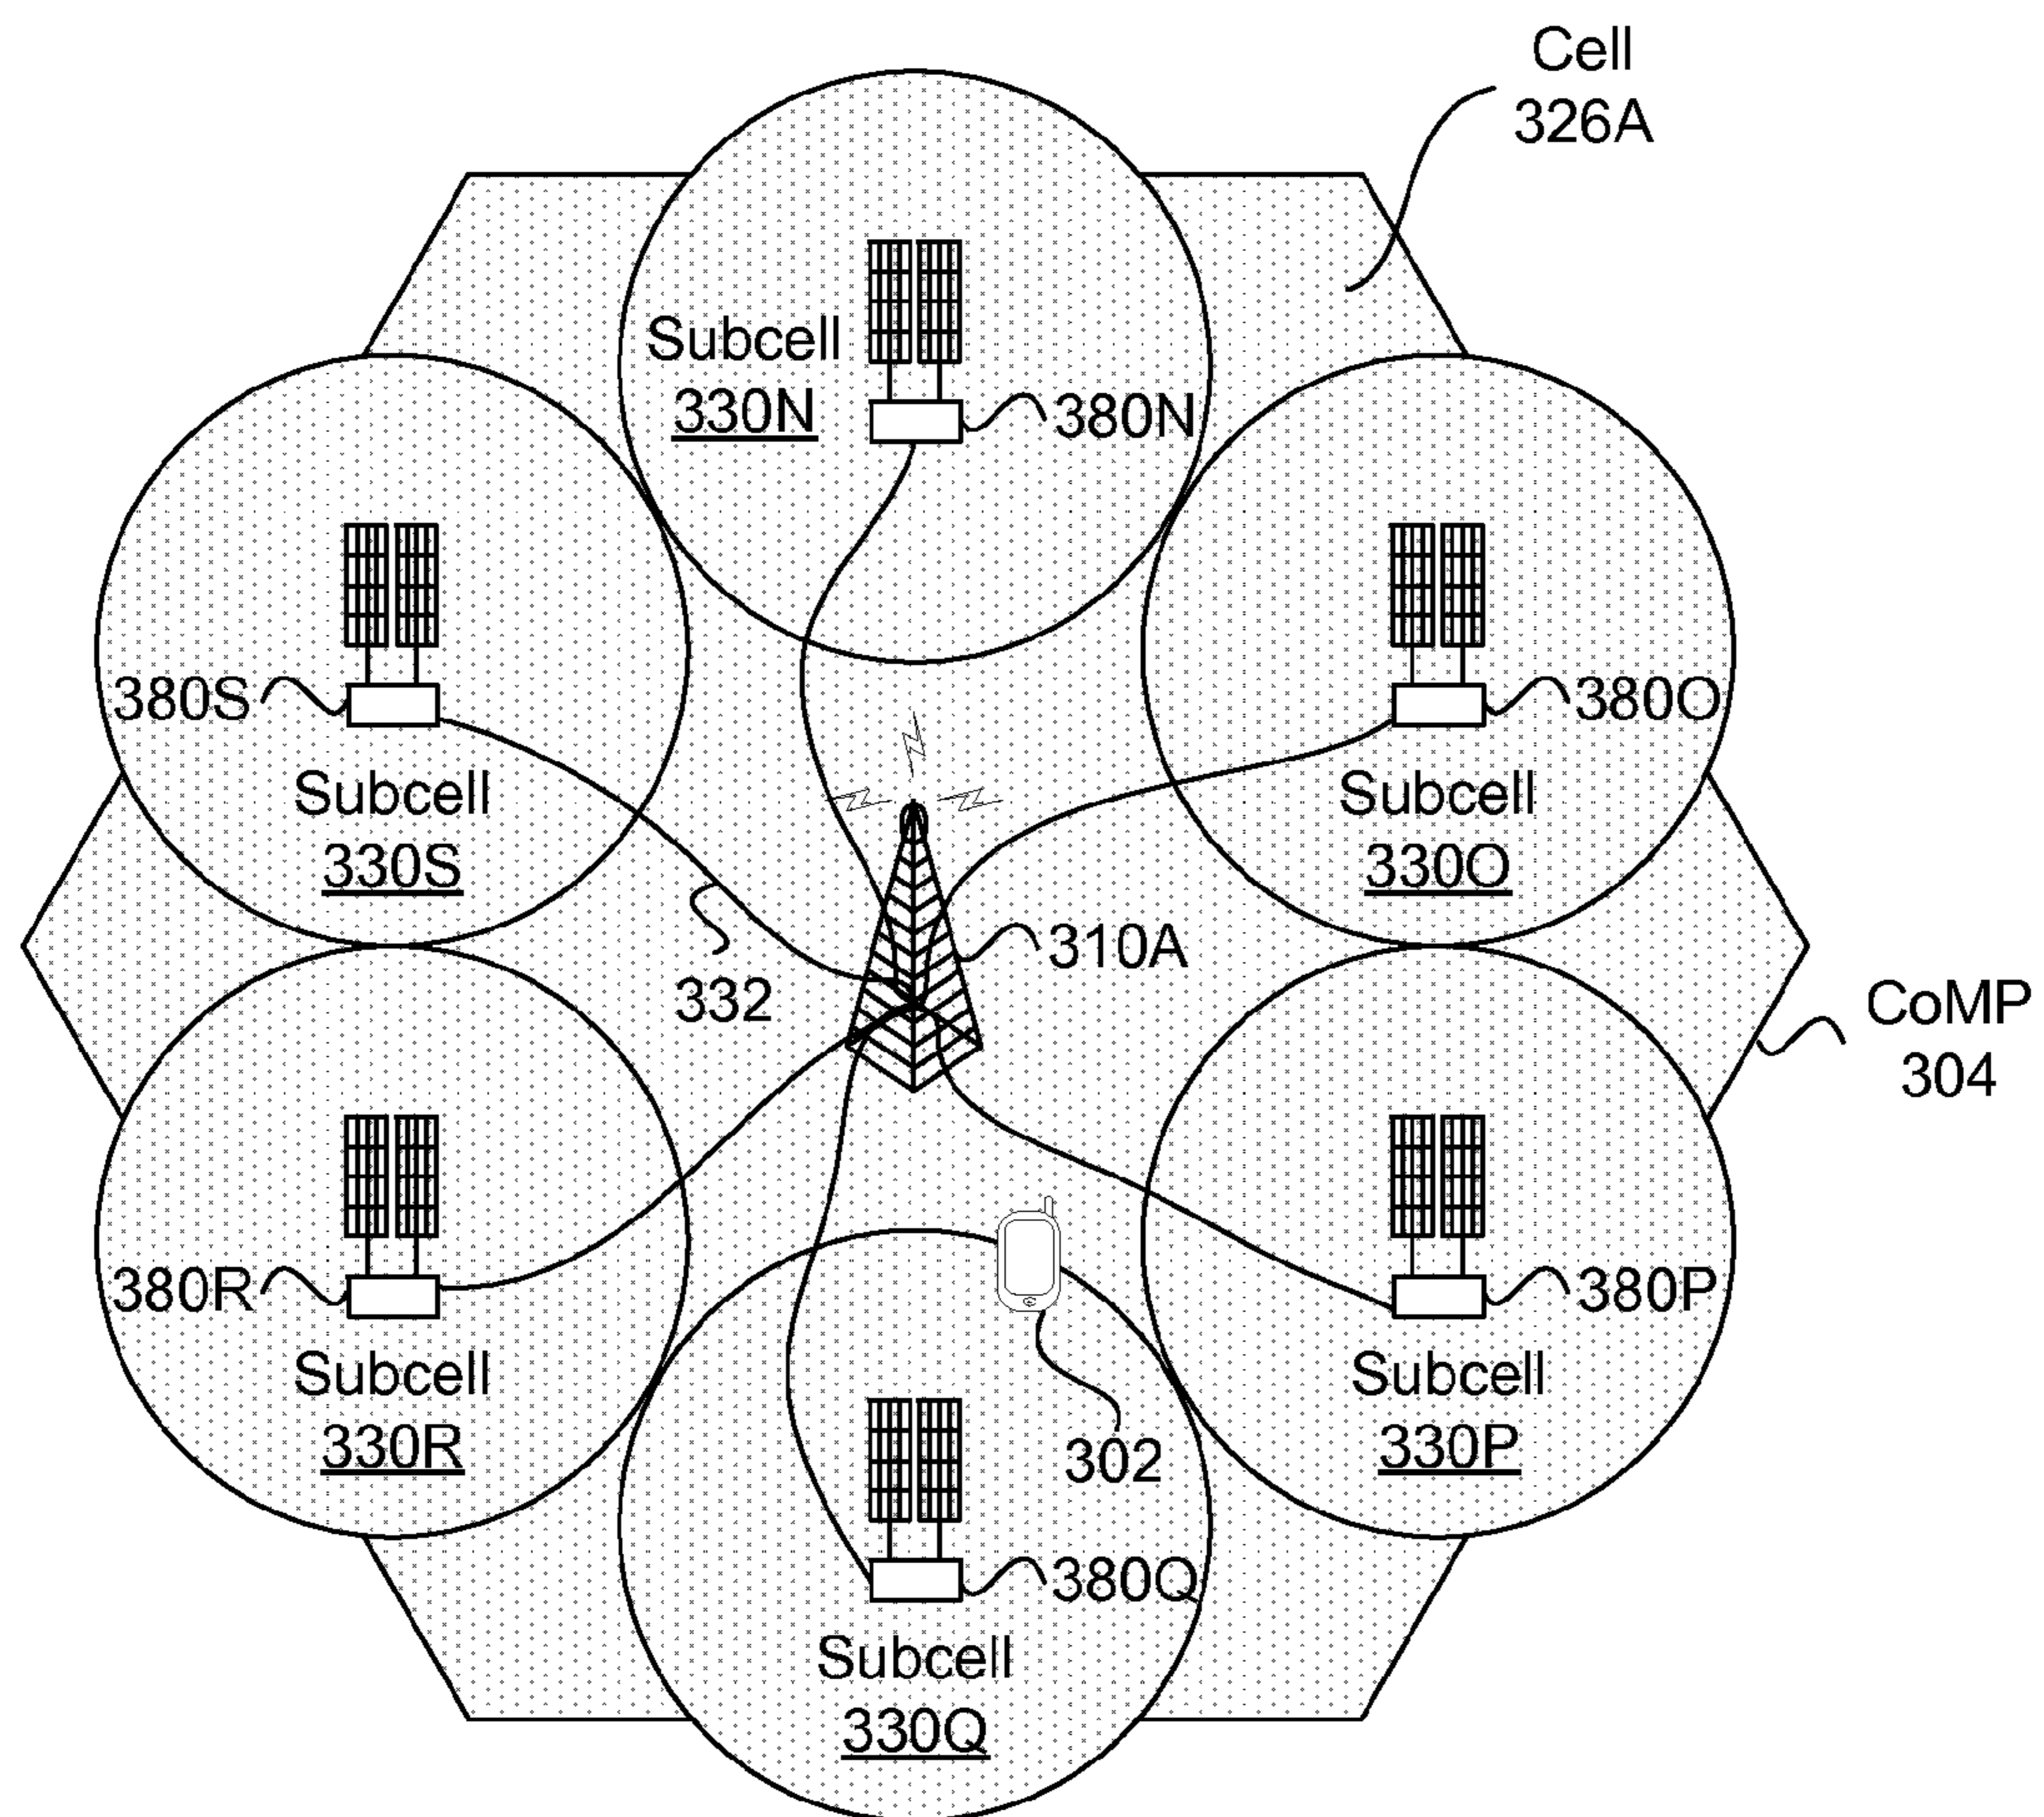 Cell
326A
Subcell
330N
380N
380S
Subcell
330S
380O
Subcell
330O
332
310A
CoMP
304
380R
Subcell
330R
302
380P
Subcell
330P
380Q
Subcell
330Q